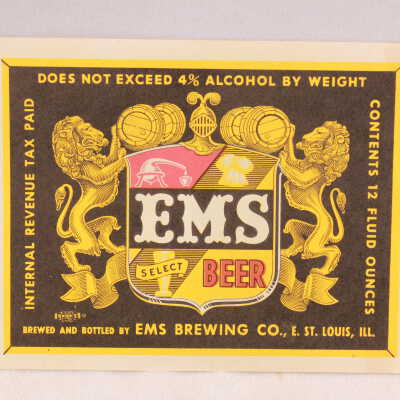 DOES NOT EXCEED 4% ALCOHOL BY WEIGHT
INTERNAL REVENUE TAX PAID
CONTENTS 12 FLUID OUNCES
EMS
SELECT
BEER
BREWED AND BOTTLED BY EMS BREWING CO., E. ST. LOUIS, ILL.